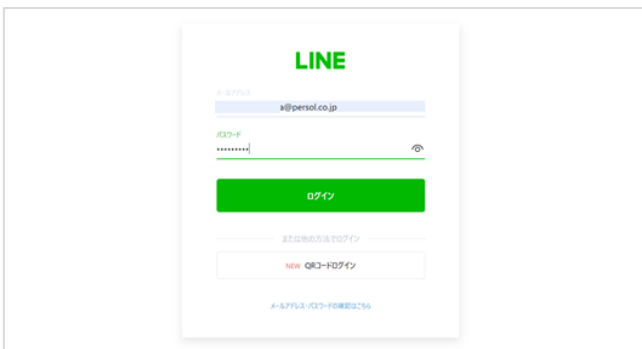 LINE
メールアドレス
a@persol.co.jp
パスワード
•••••••••
ログイン
または他の方法でログイン
NEW QRコードログイン
メールアドレス・パスワードの確認はこちら